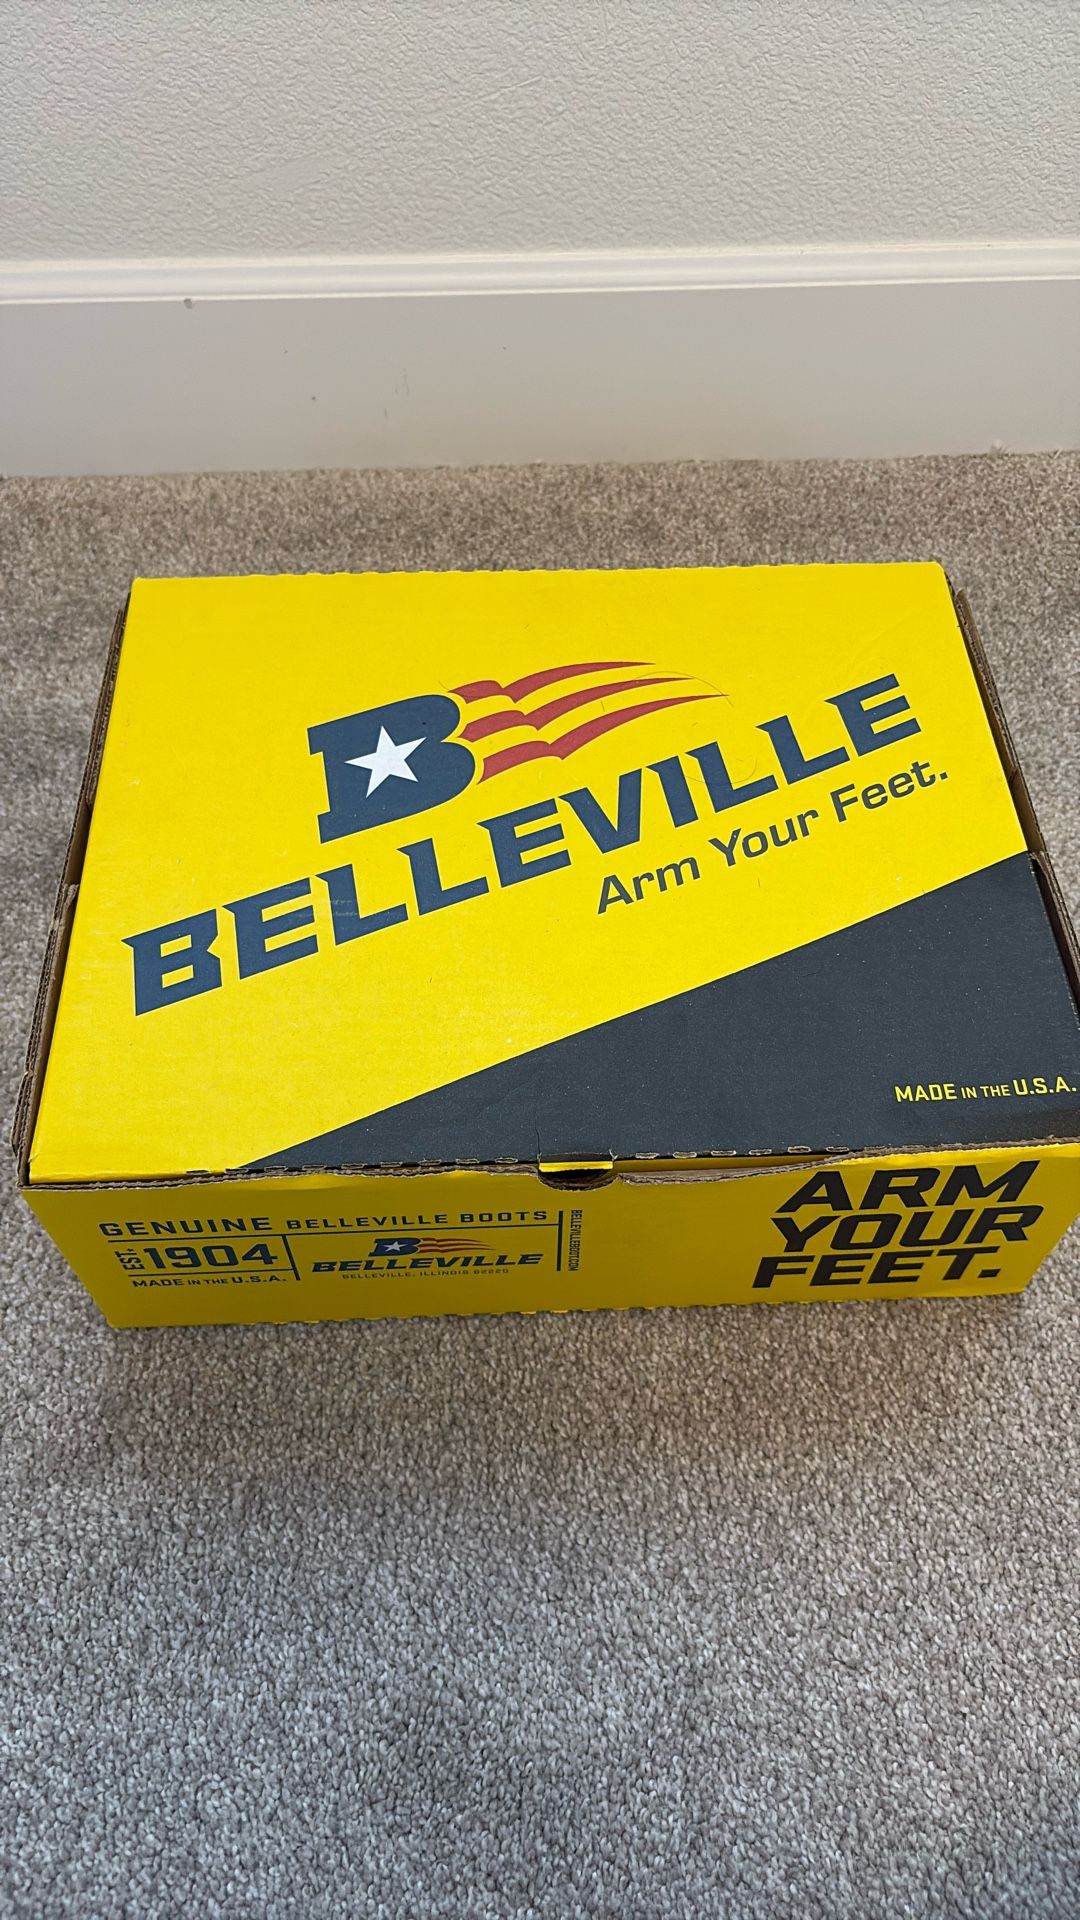 B
BELLEVILLE
Arm Your Feet.
MADE IN THE U.S.A.
GENUINE BELLEVILLE BOOTS
EST. 1904
MADE IN THE U.S.A.
B
BELLEVILLE
BELLEVILLE, ILLINOIS 62220
BELLEVILLEBOOT.COM
ARM
YOUR
FEET.